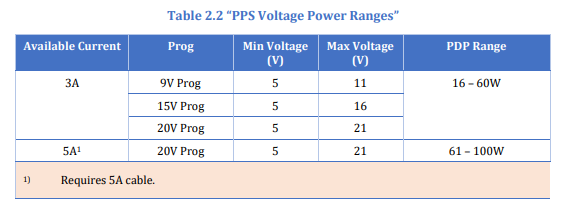 Table 2.2 “PPS Voltage Power Ranges”
Available Current Prog Min Voltage (V) Max Voltage (V) PDP Range
3A 9V Prog 5 11 16 – 60W
15V Prog 5 16
20V Prog 5 21
5A¹ 20V Prog 5 21 61 – 100W
1) Requires 5A cable.